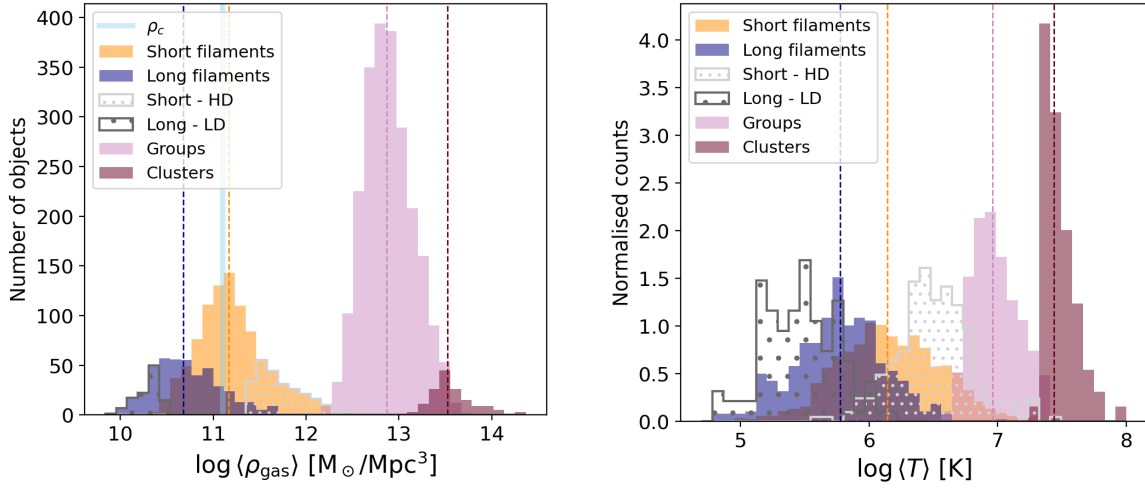 400
350
300
250
200
150
100
50
0
Number of objects
ρc
Short filaments
Long filaments
Short - HD
Long - LD
Groups
Clusters
10 11 12 13 14
log ⟨ρgas⟩ [M⊙/Mpc³]
4.0
3.5
3.0
2.5
2.0
1.5
1.0
0.5
0.0
Normalised counts
Short filaments
Long filaments
Short - HD
Long - LD
Groups
Clusters
5 6 7 8
log ⟨T⟩ [K]